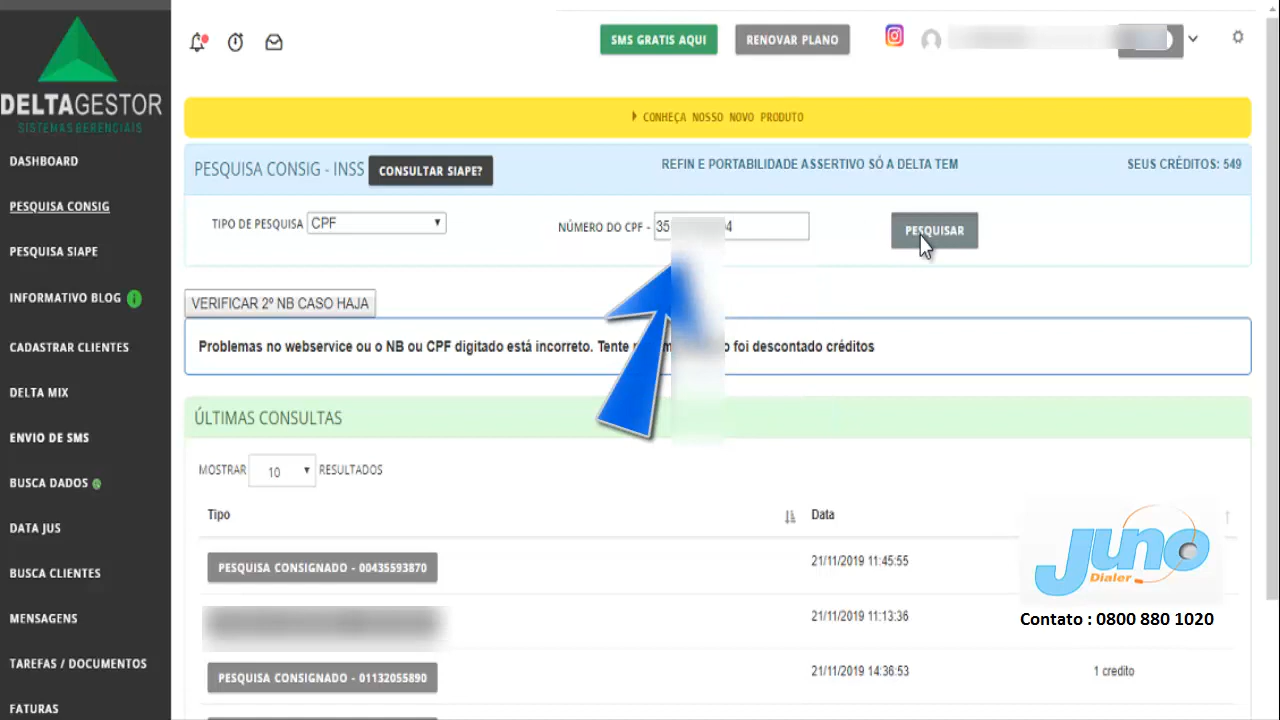 DELTAGESTOR
SISTEMAS GERENCIAIS
DASHBOARD
PESQUISA CONSIG
PESQUISA SIAPE
INFORMATIVO BLOG i
CADASTRAR CLIENTES
DELTA MIX
ENVIO DE SMS
BUSCA DADOS
DATA JUS
BUSCA CLIENTES
MENSAGENS
TAREFAS / DOCUMENTOS
FATURAS
SMS GRATIS AQUI
RENOVAR PLANO
CONHEÇA NOSSO NOVO PRODUTO
PESQUISA CONSIG - INSS CONSULTAR SIAPE? REFIN E PORTABILIDADE ASSERTIVO SÓ A DELTA TEM SEUS CRÉDITOS: 549
TIPO DE PESQUISA CPF NÚMERO DO CPF - 35 4 PESQUISAR
VERIFICAR 2º NB CASO HAJA
Problemas no webservice ou o NB ou CPF digitado está incorreto. Tente foi descontado créditos
ÚLTIMAS CONSULTAS
MOSTRAR 10 RESULTADOS
Tipo Data
PESQUISA CONSIGNADO - 00435593870 21/11/2019 11:45:55
21/11/2019 11:13:36
PESQUISA CONSIGNADO - 01132055890 21/11/2019 14:36:53 1 credito
Juno
Dialer
Contato : 0800 880 1020